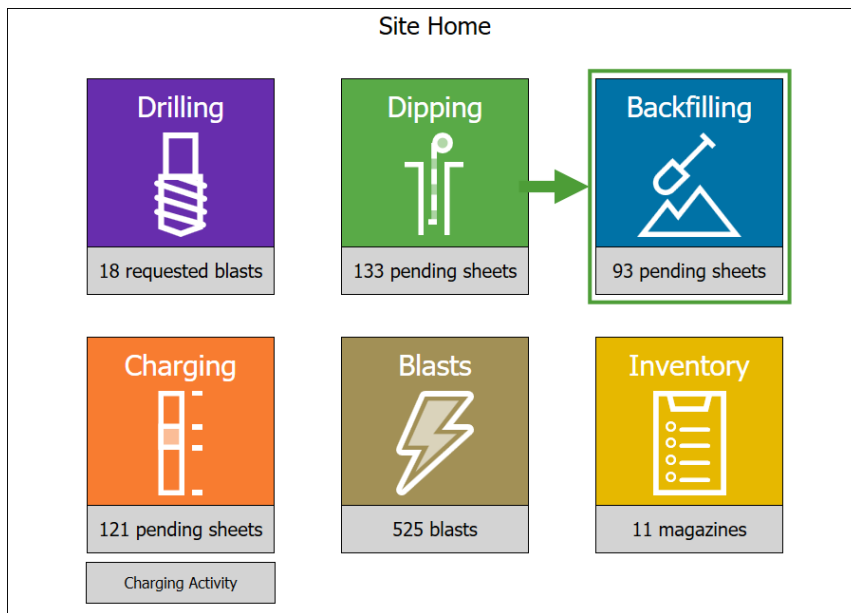 Site Home
Drilling
Dipping
Backfilling
18 requested blasts
133 pending sheets
93 pending sheets
Charging
Blasts
Inventory
121 pending sheets
525 blasts
11 magazines
Charging Activity